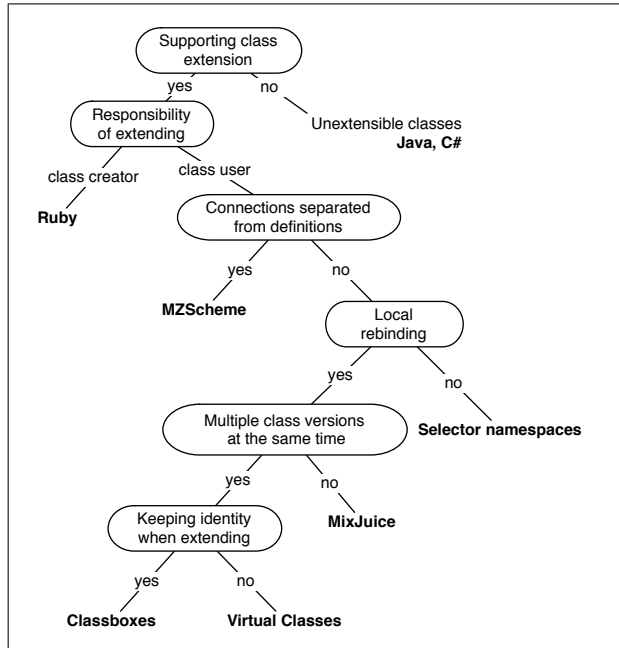 Supporting class
extension
yes
no
Responsibility
of extending
Unextensible classes
Java, C#
class creator
class user
Ruby
Connections separated
from definitions
yes
no
MZScheme
Local
rebinding
yes
no
Multiple class versions
at the same time
Selector namespaces
yes
no
Keeping identity
when extending
MixJuice
yes
no
Classboxes
Virtual Classes